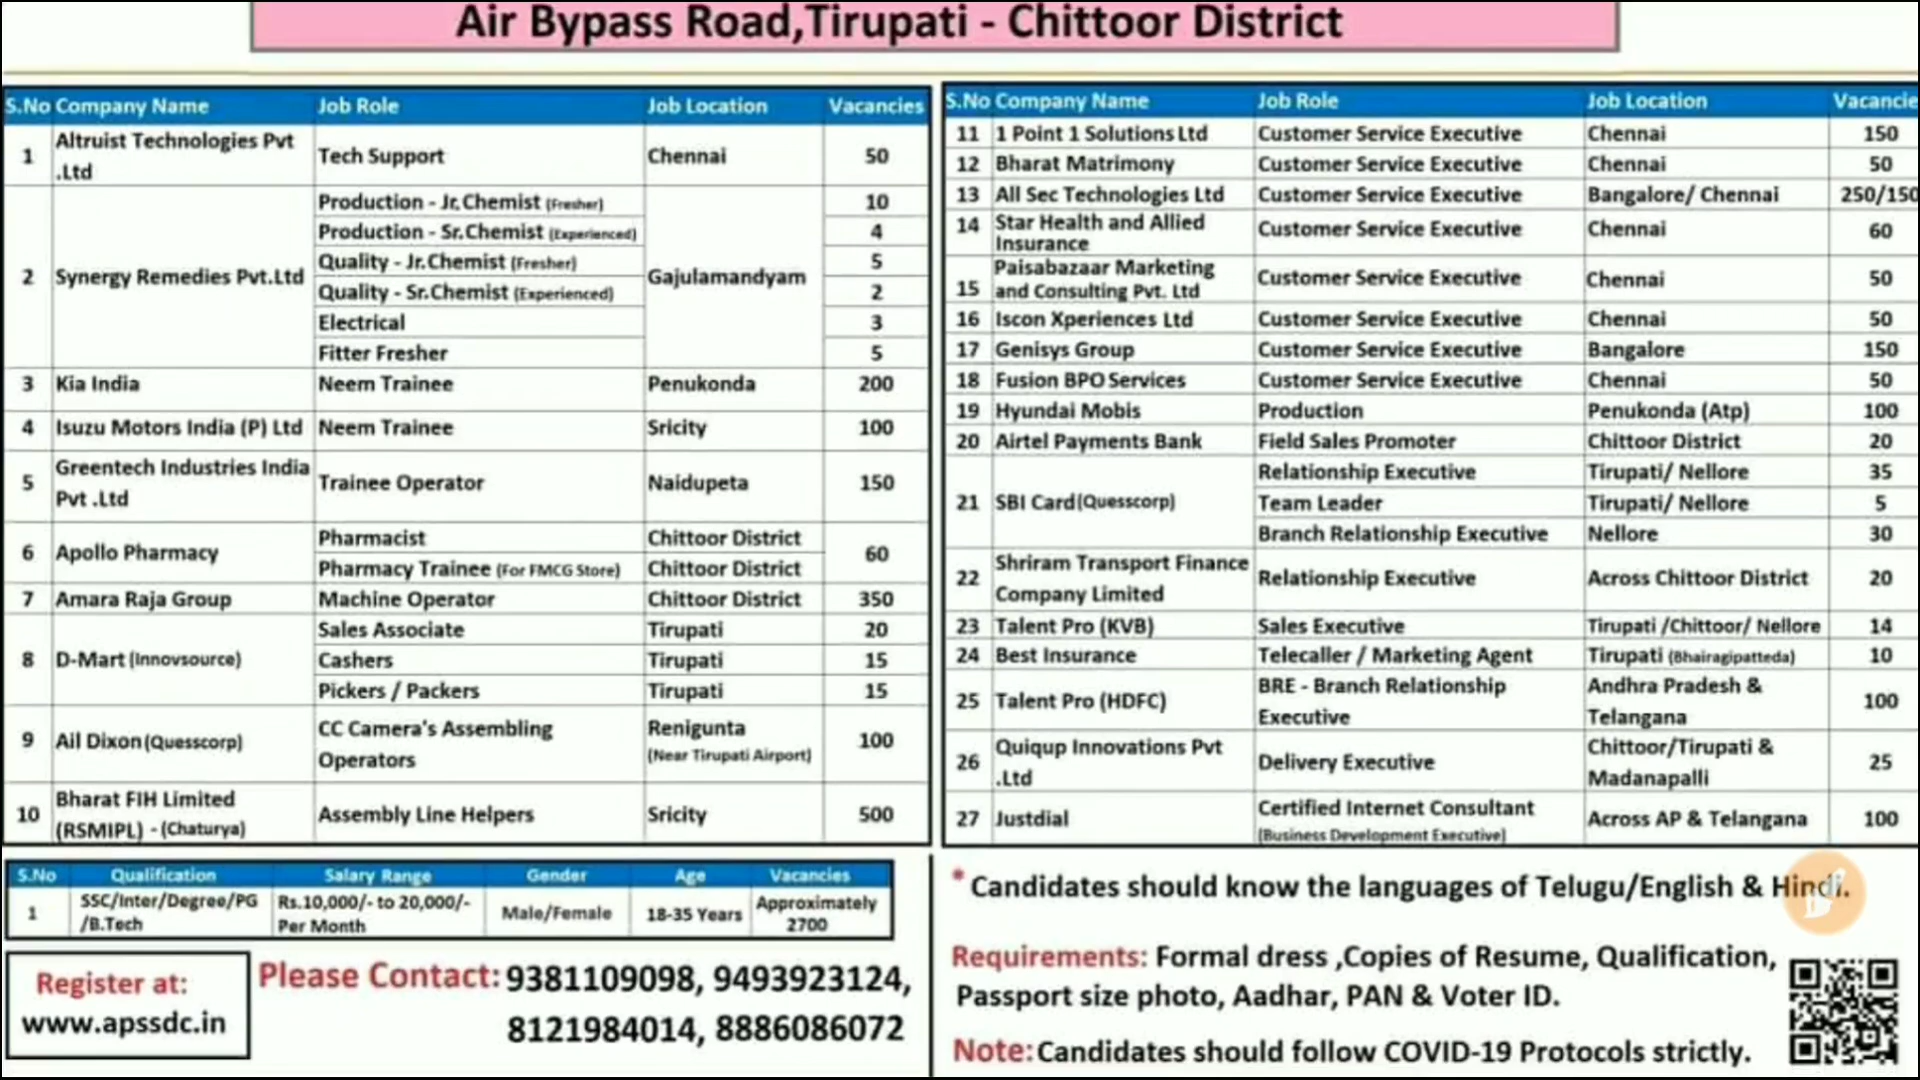 Air Bypass Road,Tirupati - Chittoor District
S.No Company Name Job Role Job Location Vacancies
1 Altruist Technologies Pvt .Ltd Tech Support Chennai 50
2 Synergy Remedies Pvt.Ltd Production - Jr.Chemist (Fresher) Gajulamandyam 10
Production - Sr.Chemist (Experienced) 4
Quality - Jr.Chemist (Fresher) 5
Quality - Sr.Chemist (Experienced) 2
Electrical 3
Fitter Fresher 5
3 Kia India Neem Trainee Penukonda 200
4 Isuzu Motors India (P) Ltd Neem Trainee Sricity 100
5 Greentech Industries India Pvt .Ltd Trainee Operator Naidupeta 150
6 Apollo Pharmacy Pharmacist Chittoor District 60
Pharmacy Trainee (For FMCG Store) Chittoor District
7 Amara Raja Group Machine Operator Chittoor District 350
8 D-Mart (Innovsource) Sales Associate Tirupati 20
Cashers Tirupati 15
Pickers / Packers Tirupati 15
9 Ail Dixon (Quesscorp) CC Camera's Assembling Operators Renigunta (Near Tirupati Airport) 100
10 Bharat FIH Limited (RSMIPL) - (Chaturya) Assembly Line Helpers Sricity 500
S.No Company Name Job Role Job Location Vacancie
11 1 Point 1 Solutions Ltd Customer Service Executive Chennai 150
12 Bharat Matrimony Customer Service Executive Chennai 50
13 All Sec Technologies Ltd Customer Service Executive Bangalore/ Chennai 250/150
14 Star Health and Allied Insurance Customer Service Executive Chennai 60
15 Paisabazaar Marketing and Consulting Pvt. Ltd Customer Service Executive Chennai 50
16 Iscon Xperiences Ltd Customer Service Executive Chennai 50
17 Genisys Group Customer Service Executive Bangalore 150
18 Fusion BPO Services Customer Service Executive Chennai 50
19 Hyundai Mobis Production Penukonda (Atp) 100
20 Airtel Payments Bank Field Sales Promoter Chittoor District 20
21 SBI Card(Quesscorp) Relationship Executive Tirupati/ Nellore 35
Team Leader Tirupati/ Nellore 5
Branch Relationship Executive Nellore 30
22 Shriram Transport Finance Company Limited Relationship Executive Across Chittoor District 20
23 Talent Pro (KVB) Sales Executive Tirupati /Chittoor/ Nellore 14
24 Best Insurance Telecaller / Marketing Agent Tirupati (Bhairagipatteda) 10
25 Talent Pro (HDFC) BRE - Branch Relationship Executive Andhra Pradesh & Telangana 100
26 Quiqup Innovations Pvt .Ltd Delivery Executive Chittoor/Tirupati & Madanapalli 25
27 Justdial Certified Internet Consultant (Business Development Executive) Across AP & Telangana 100
S.No Qualification Salary Range Gender Age Vacancies
1 SSC/Inter/Degree/PG /B.Tech Rs.10,000/- to 20,000/- Per Month Male/Female 18-35 Years Approximately 2700
Register at:
www.apssdc.in
Please Contact: 9381109098, 9493923124,
8121984014, 8886086072
* Candidates should know the languages of Telugu/English & Hindi.
Requirements: Formal dress ,Copies of Resume, Qualification,
Passport size photo, Aadhar, PAN & Voter ID.
Note: Candidates should follow COVID-19 Protocols strictly.